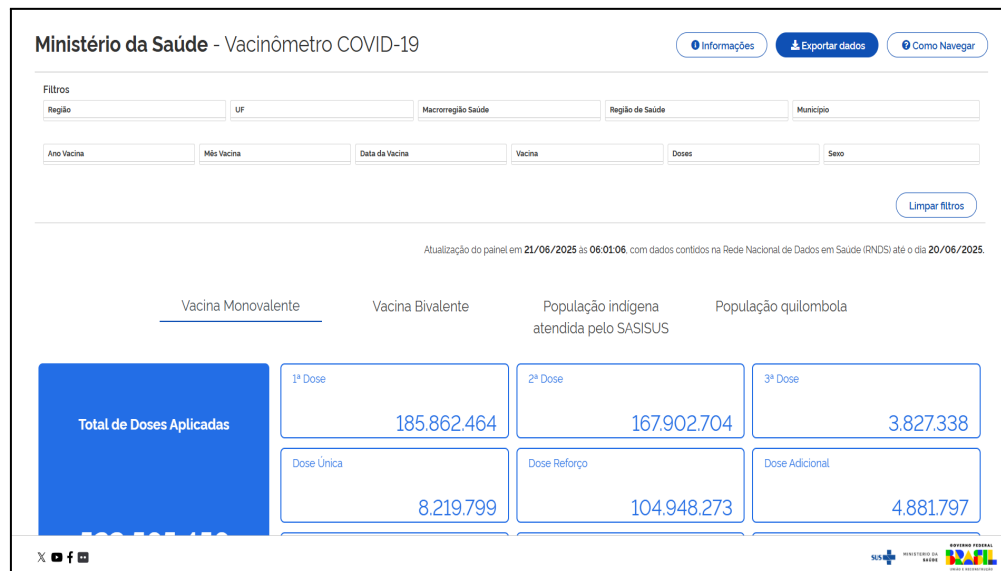 Ministério da Saúde - Vacinômetro COVID-19
Informações
Exportar dados
Como Navegar
Filtros
Região
UF
Macrorregião Saúde
Região de Saúde
Município
Ano Vacina
Mês Vacina
Data da Vacina
Vacina
Doses
Sexo
Limpar filtros
Atualização do painel em 21/06/2025 às 06:01:06, com dados contidos na Rede Nacional de Dados em Saúde (RNDS) até o dia 20/06/2025.
Vacina Monovalente
Vacina Bivalente
População indígena
atendida pelo SASISUS
População quilombola
Total de Doses Aplicadas
1ª Dose
185.862.464
2ª Dose
167.902.704
3ª Dose
3.827.338
Dose Única
8.219.799
Dose Reforço
104.948.273
Dose Adicional
4.881.797
SUS
MINISTÉRIO DA
SAÚDE
GOVERNO FEDERAL
BRASIL
UNIÃO E RECONSTRUÇÃO